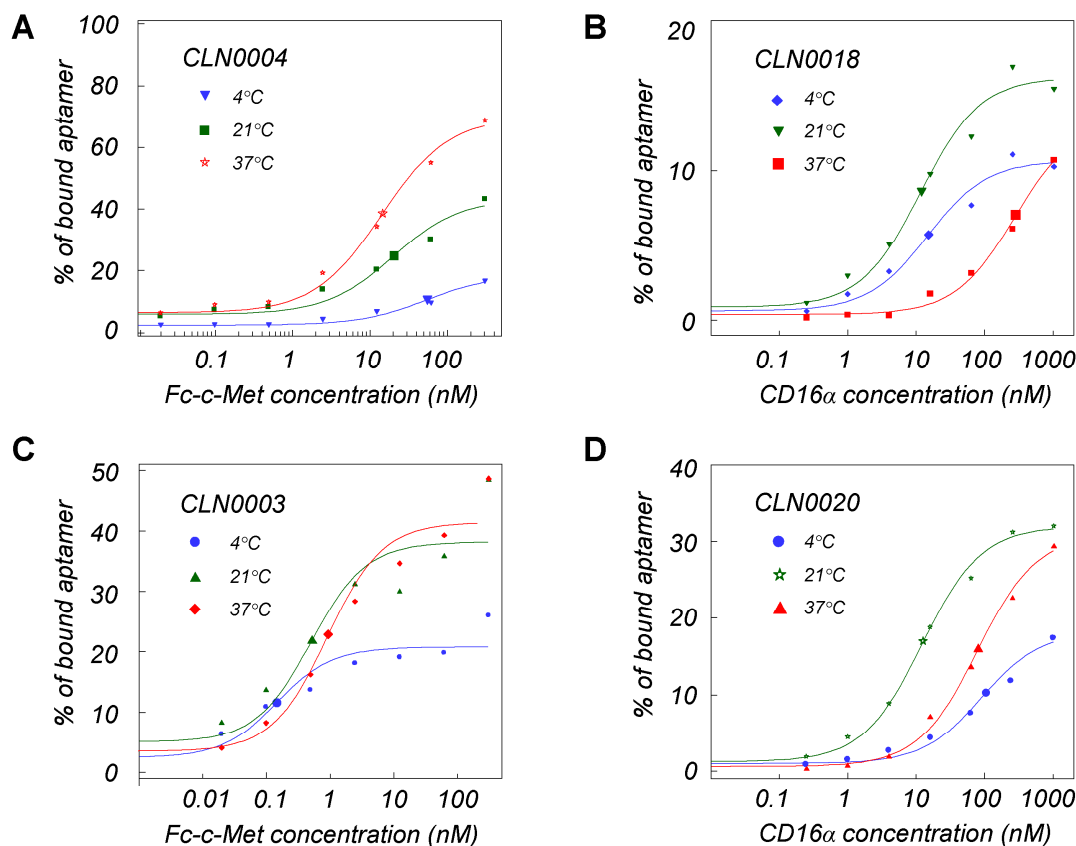 A
CLN0004
4°C
21°C
37°C
% of bound aptamer
100
80
60
40
20
0
0.1
1
10
100
Fc-c-Met concentration (nM)
B
CLN0018
4°C
21°C
37°C
% of bound aptamer
20
10
0
0.1
1
10
100
1000
CD16α concentration (nM)
C
CLN0003
4°C
21°C
37°C
% of bound aptamer
50
40
30
20
10
0
0.01
0.1
1
10
100
Fc-c-Met concentration (nM)
D
CLN0020
4°C
21°C
37°C
% of bound aptamer
40
30
20
10
0
0.1
1
10
100
1000
CD16α concentration (nM)